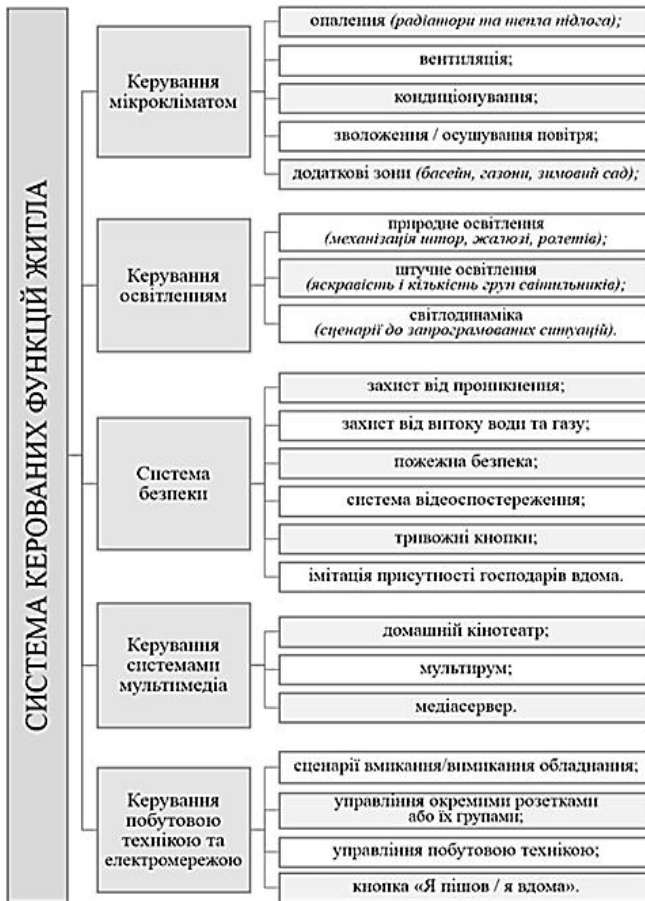 СИСТЕМА КЕРОВАНИХ ФУНКЦІЙ ЖИТЛА
Керування
мікрокліматом
опалення (радіатори та тепла підлога);
вентиляція;
кондиціонування;
зволоження / осушування повітря;
додаткові зони (басейн, газони, зимовий сад);
Керування
освітленням
природне освітлення
(механізація штор, жалюзі, ролетів);
штучне освітлення
(яскравість і кількість груп світильників);
світлодинаміка
(сценарії до запрограмованих ситуацій).
Система
безпеки
захист від проникнення;
захист від витоку води та газу;
пожежна безпека;
система відеоспостереження;
тривожні кнопки;
імітація присутності господарів вдома.
Керування
системами
мультимедіа
домашній кінотеатр;
мультирум;
медіасервер.
Керування
побутовою
технікою та
електромережою
сценарії вмикання/вимикання обладнання;
управління окремими розетками
або їх групами;
управління побутовою технікою;
кнопка «Я пішов / я вдома».